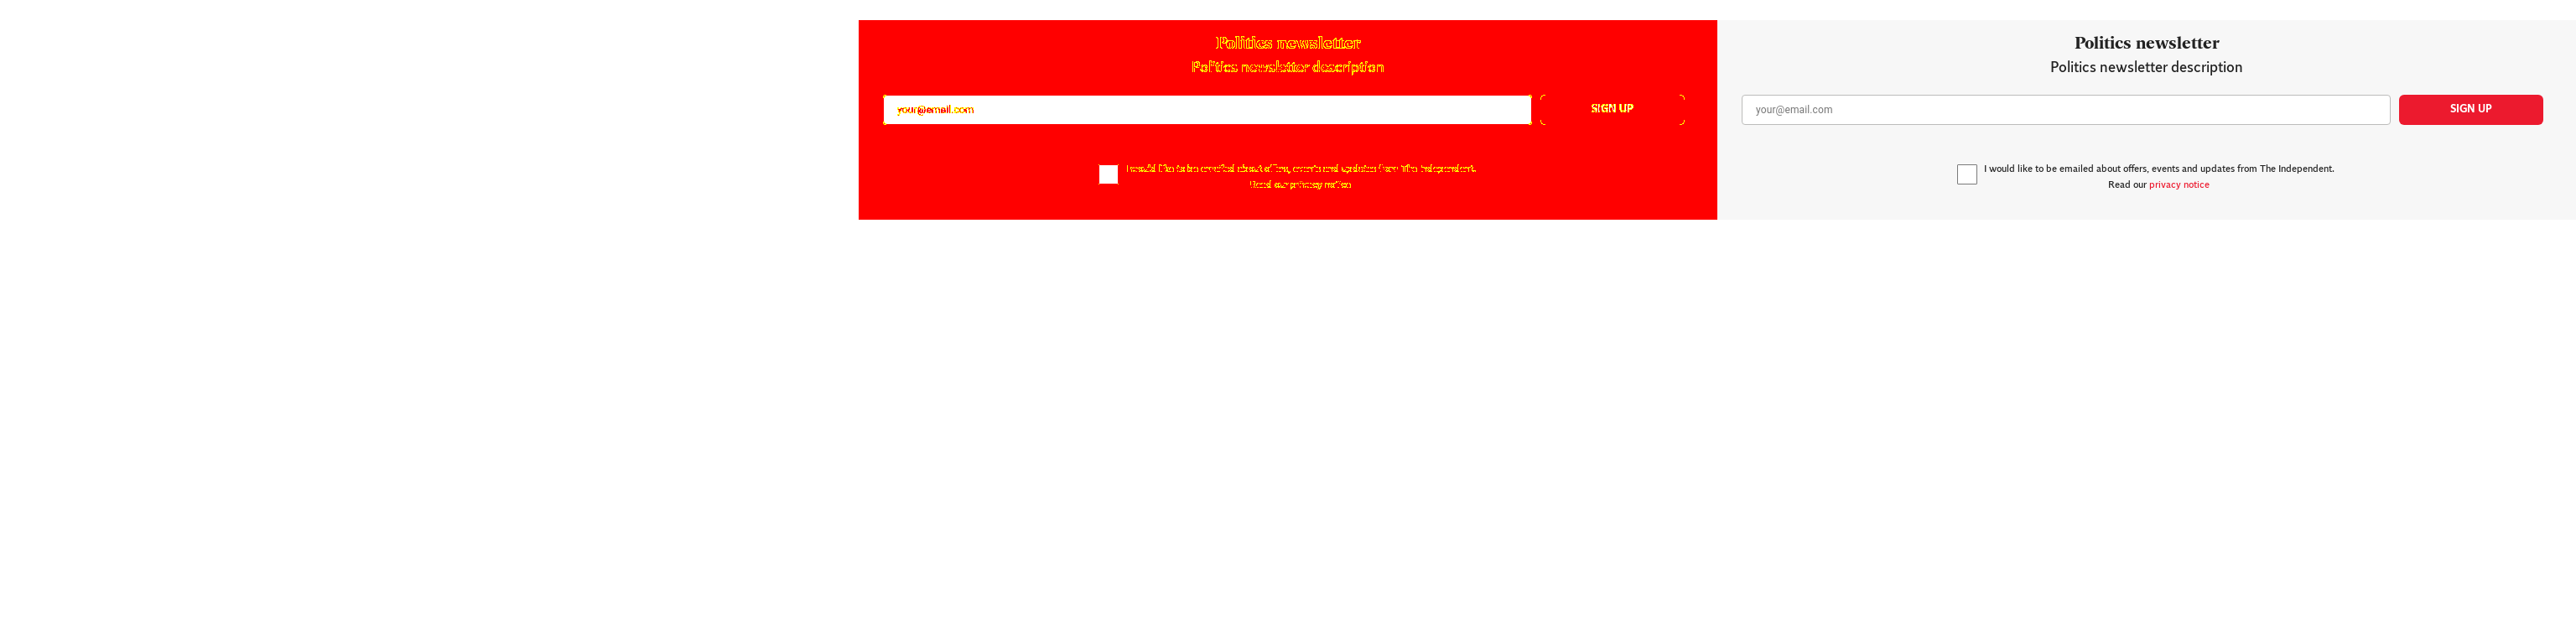 Politics newsletter
Politics newsletter description
your@email.com
SIGN UP
I would like to be emailed about offers, events and updates from The Independent.
Read our privacy notice
Politics newsletter
Politics newsletter description
your@email.com
SIGN UP
I would like to be emailed about offers, events and updates from The Independent.
Read our privacy notice